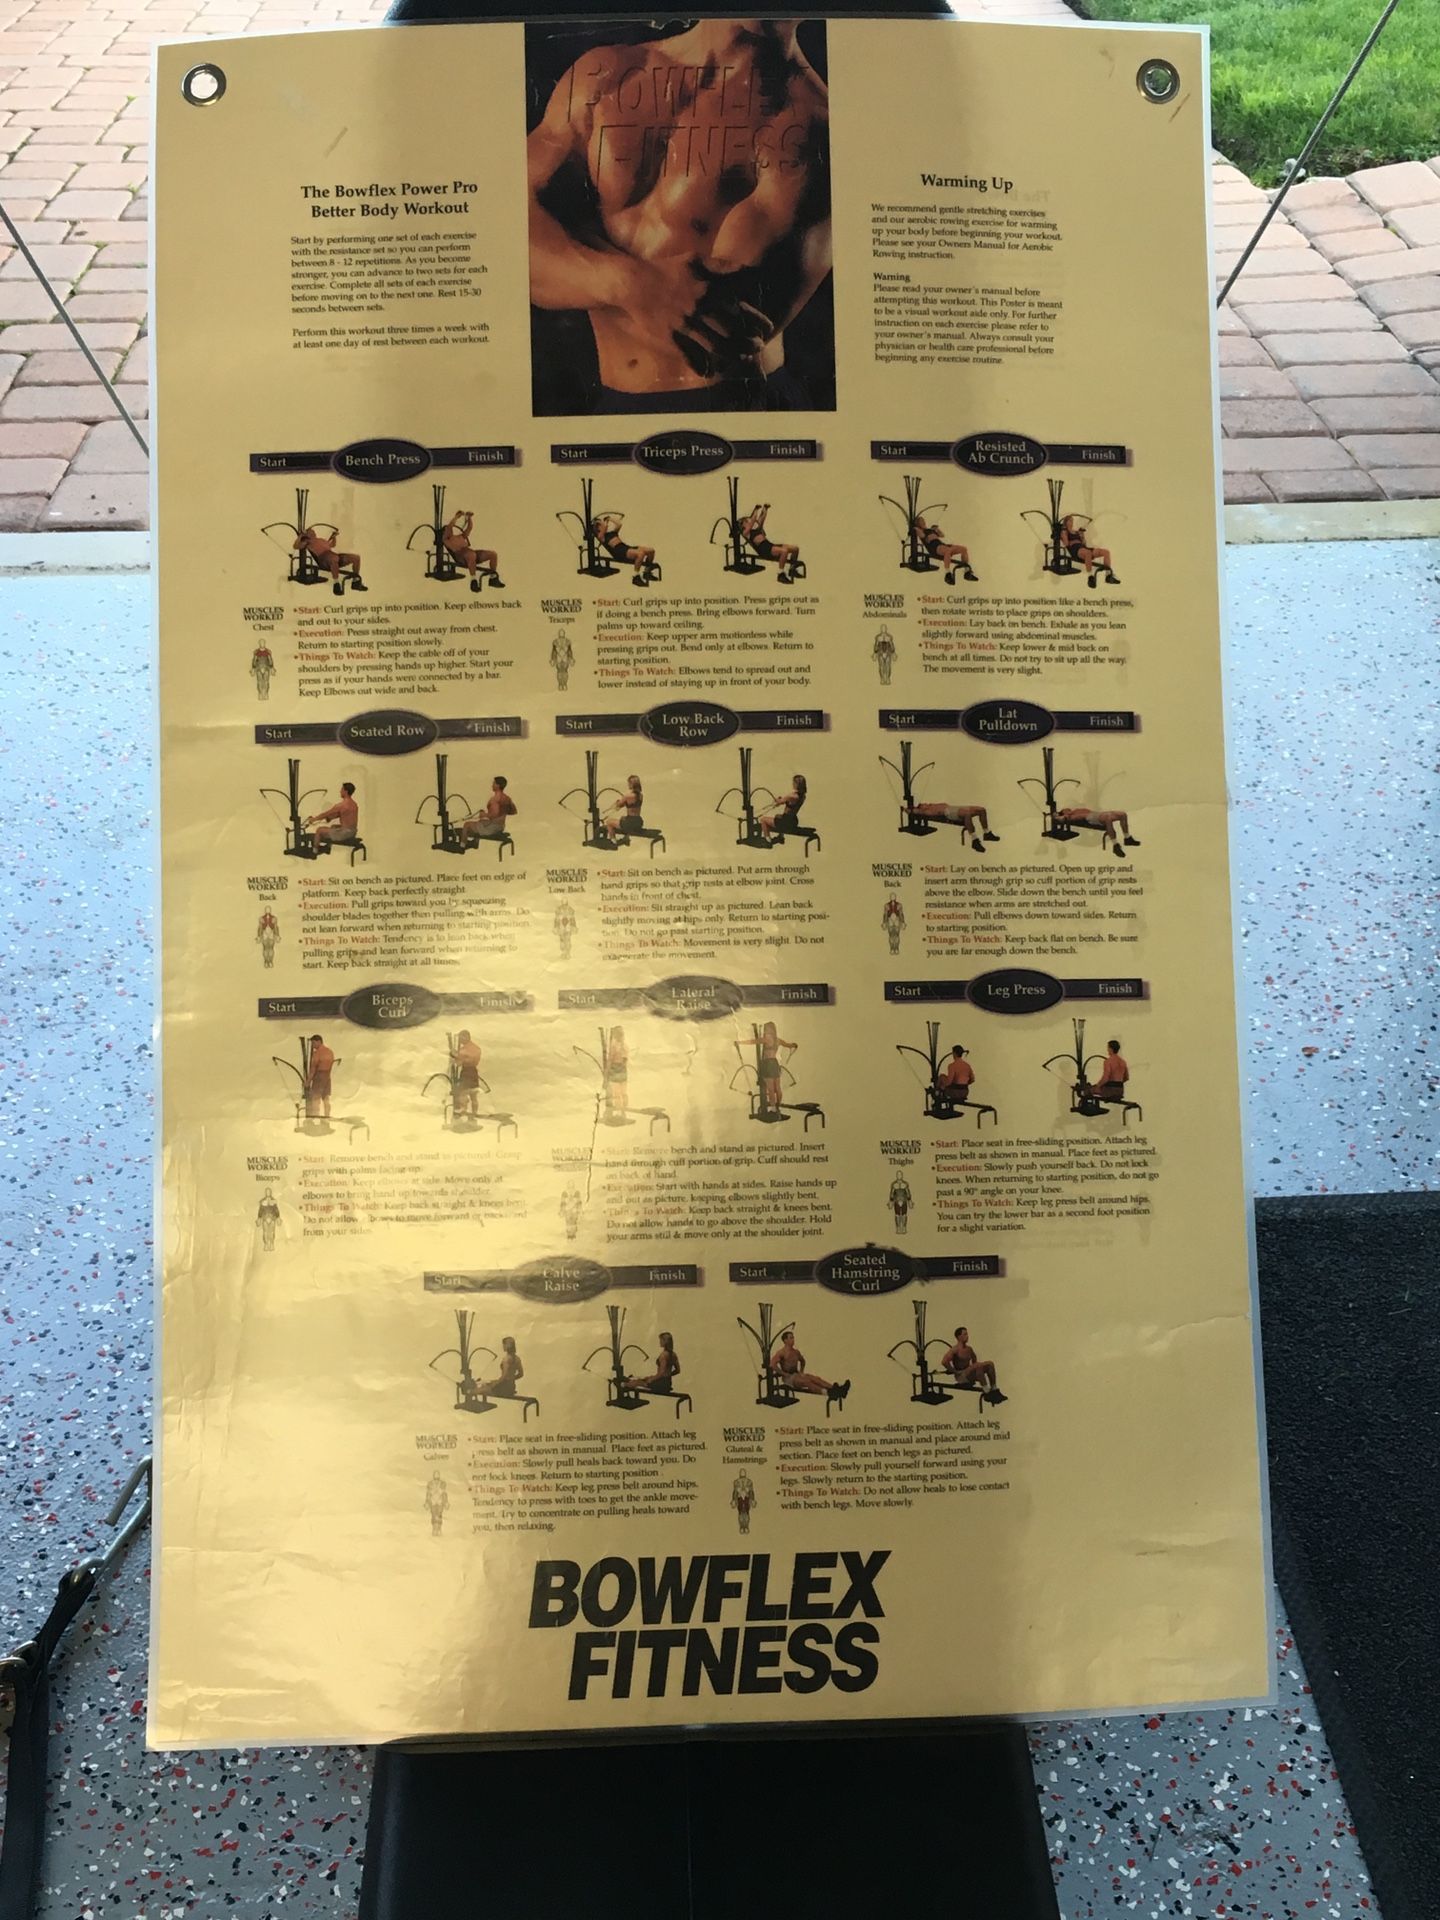 BOWFLEX
FITNESS
The Bowflex Power Pro
Better Body Workout
Start by performing one set of each exercise
with the resistance set so you can perform
between 8 - 12 repetitions. As you become
stronger, you can advance to two sets for each
exercise. Complete all sets of each exercise
before moving on to the next one. Rest 15-30
seconds between sets.
Perform this workout three times a week with
at least one day of rest between each workout.
Warming Up
We recommend gentle stretching exercises
and our aerobic rowing exercise for warming
up your body before beginning your workout.
Please see your Owners Manual for Aerobic
Rowing instruction.
Warning
Please read your owner's manual before
attempting this workout. This Poster is meant
to be a visual workout aide only. For further
instruction on each exercise please refer to
your owner's manual. Always consult your
physician or health care professional before
beginning any exercise routine.
Start Bench Press Finish
MUSCLES
WORKED
Chest
•Start: Curl grips up into position. Keep elbows back
and out to your sides.
•Execution: Press straight out away from chest.
Return to starting position slowly.
•Things To Watch: Keep the cable off of your
shoulders by pressing hands up higher. Start your
press as if your hands were connected by a bar.
Keep Elbows out wide and back.
Start Triceps Press Finish
MUSCLES
WORKED
Triceps
•Start: Curl grips up into position. Press grips out as
if doing a bench press. Bring elbows forward. Turn
palms up toward ceiling.
•Execution: Keep upper arm motionless while
pressing grips out. Bend only at elbows. Return to
starting position.
•Things To Watch: Elbows tend to spread out and
lower instead of staying up in front of your body.
Start Resisted
Ab Crunch Finish
MUSCLES
WORKED
Abdominals
•Start: Curl grips up into position like a bench press,
then rotate wrists to place grips on shoulders.
•Execution: Lay back on bench. Exhale as you lean
slightly forward using abdominal muscles.
•Things To Watch: Keep lower & mid back on
bench at all times. Do not try to sit up all the way.
The movement is very slight.
Start Seated Row Finish
MUSCLES
WORKED
Back
•Start: Sit on bench as pictured. Place feet on edge of
platform. Keep back perfectly straight
•Execution: Pull grips toward you by squeezing
shoulder blades together then pulling with arms. Do
not lean forward when returning to starting position.
•Things To Watch: Tendency is to lean back when
pulling grips and lean forward when returning to
start. Keep back straight at all times.
Start Low Back
Row Finish
MUSCLES
WORKED
Low Back
•Start: Sit on bench as pictured. Put arm through
hand grips so that grip rests at elbow joint. Cross
hands in front of chest.
•Execution: Sit straight up as pictured. Lean back
slightly moving at hips only. Return to starting posi-
tion. Do not go past starting position.
•Things To Watch: Movement is very slight. Do not
exaggerate the movement.
Start Lat
Pulldown Finish
MUSCLES
WORKED
Back
•Start: Lay on bench as pictured. Open up grip and
insert arm through grip so cuff portion of grip rests
above the elbow. Slide down the bench until you feel
resistance when arms are stretched out.
•Execution: Pull elbows down toward sides. Return
to starting position.
•Things To Watch: Keep back flat on bench. Be sure
you are far enough down the bench.
Start Biceps
Curl Finish
MUSCLES
WORKED
Biceps
•Start: Remove bench and stand as pictured. Grasp
grips with palms facing up.
•Execution: Keep elbows at side. Move only at
elbows to bring hand up towards shoulder.
•Things To Watch: Keep back straight & knees bent.
Do not allow elbows to move forward or backward
from your sides.
Start Lateral
Raise Finish
MUSCLES
•Start: Remove bench and stand as pictured. Insert
hand through cuff portion of grip. Cuff should rest
on back of hand.
•Execution: Start with hands at sides. Raise hands up
and out as picture, keeping elbows slightly bent.
•Things To Watch: Keep back straight & knees bent.
Do not allow hands to go above the shoulder. Hold
your arms still & move only at the shoulder joint.
Start Leg Press Finish
MUSCLES
WORKED
Thighs
•Start: Place seat in free-sliding position. Attach leg
press belt as shown in manual. Place feet as pictured.
•Execution: Slowly push yourself back. Do not lock
knees. When returning to starting position, do not go
past a 90° angle on your knee.
•Things To Watch: Keep leg press belt around hips.
You can try the lower bar as a second foot position
for a slight variation.
Start Calve
Raise Finish
MUSCLES
WORKED
Calves
•Start: Place seat in free-sliding position. Attach leg
press belt as shown in manual. Place feet as pictured.
•Execution: Slowly pull heals back toward you. Do
not lock knees. Return to starting position .
•Things To Watch: Keep leg press belt around hips.
Tendency to press with toes to get the ankle move-
ment. Try to concentrate on pulling heals toward
you, then relaxing.
Start Seated
Hamstring
Curl Finish
MUSCLES
WORKED
Gluteal &
Hamstrings
•Start: Place seat in free-sliding position. Attach leg
press belt as shown in manual and place around mid
section. Place feet on bench legs as pictured.
•Execution: Slowly pull yourself forward using your
legs. Slowly return to the starting position.
•Things To Watch: Do not allow heals to lose contact
with bench legs. Move slowly.
BOWFLEX
FITNESS